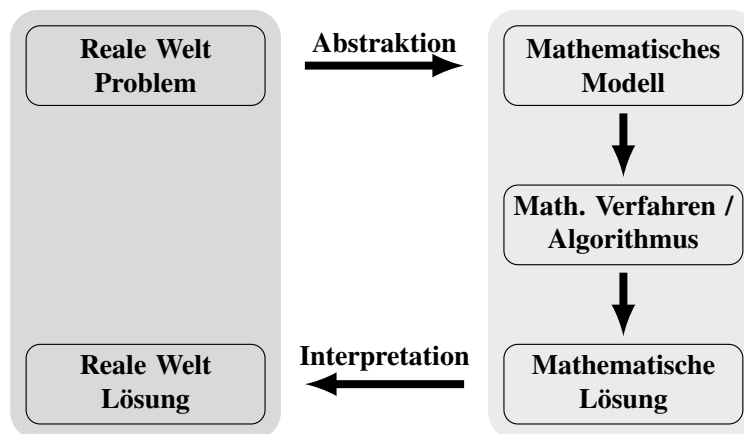 Reale Welt
Problem
Abstraktion
Mathematisches
Modell
Math. Verfahren /
Algorithmus
Reale Welt
Lösung
Interpretation
Mathematische
Lösung